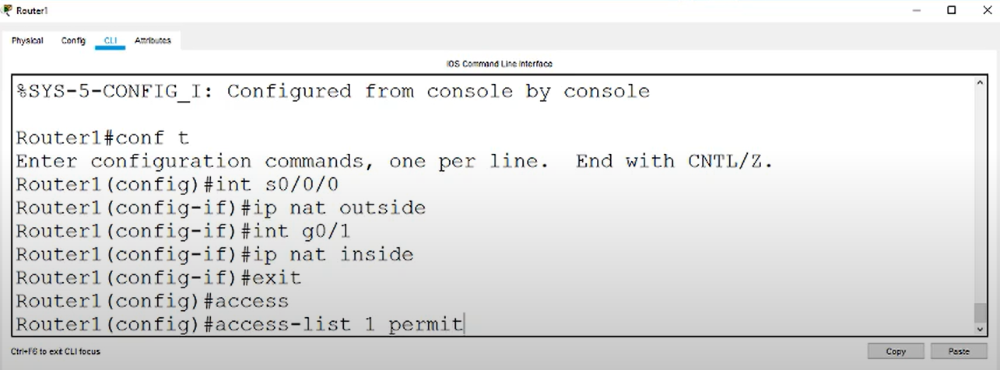 Router1
Physical Config CLI Attributes
IOS Command Line Interface
%SYS-5-CONFIG_I: Configured from console by console
Router1#conf t
Enter configuration commands, one per line.  End with CNTL/Z.
Router1(config)#int s0/0/0
Router1(config-if)#ip nat outside
Router1(config-if)#int g0/1
Router1(config-if)#ip nat inside
Router1(config-if)#exit
Router1(config)#access
Router1(config)#access-list 1 permit
Ctrl+F6 to exit CLI focus
Copy Paste